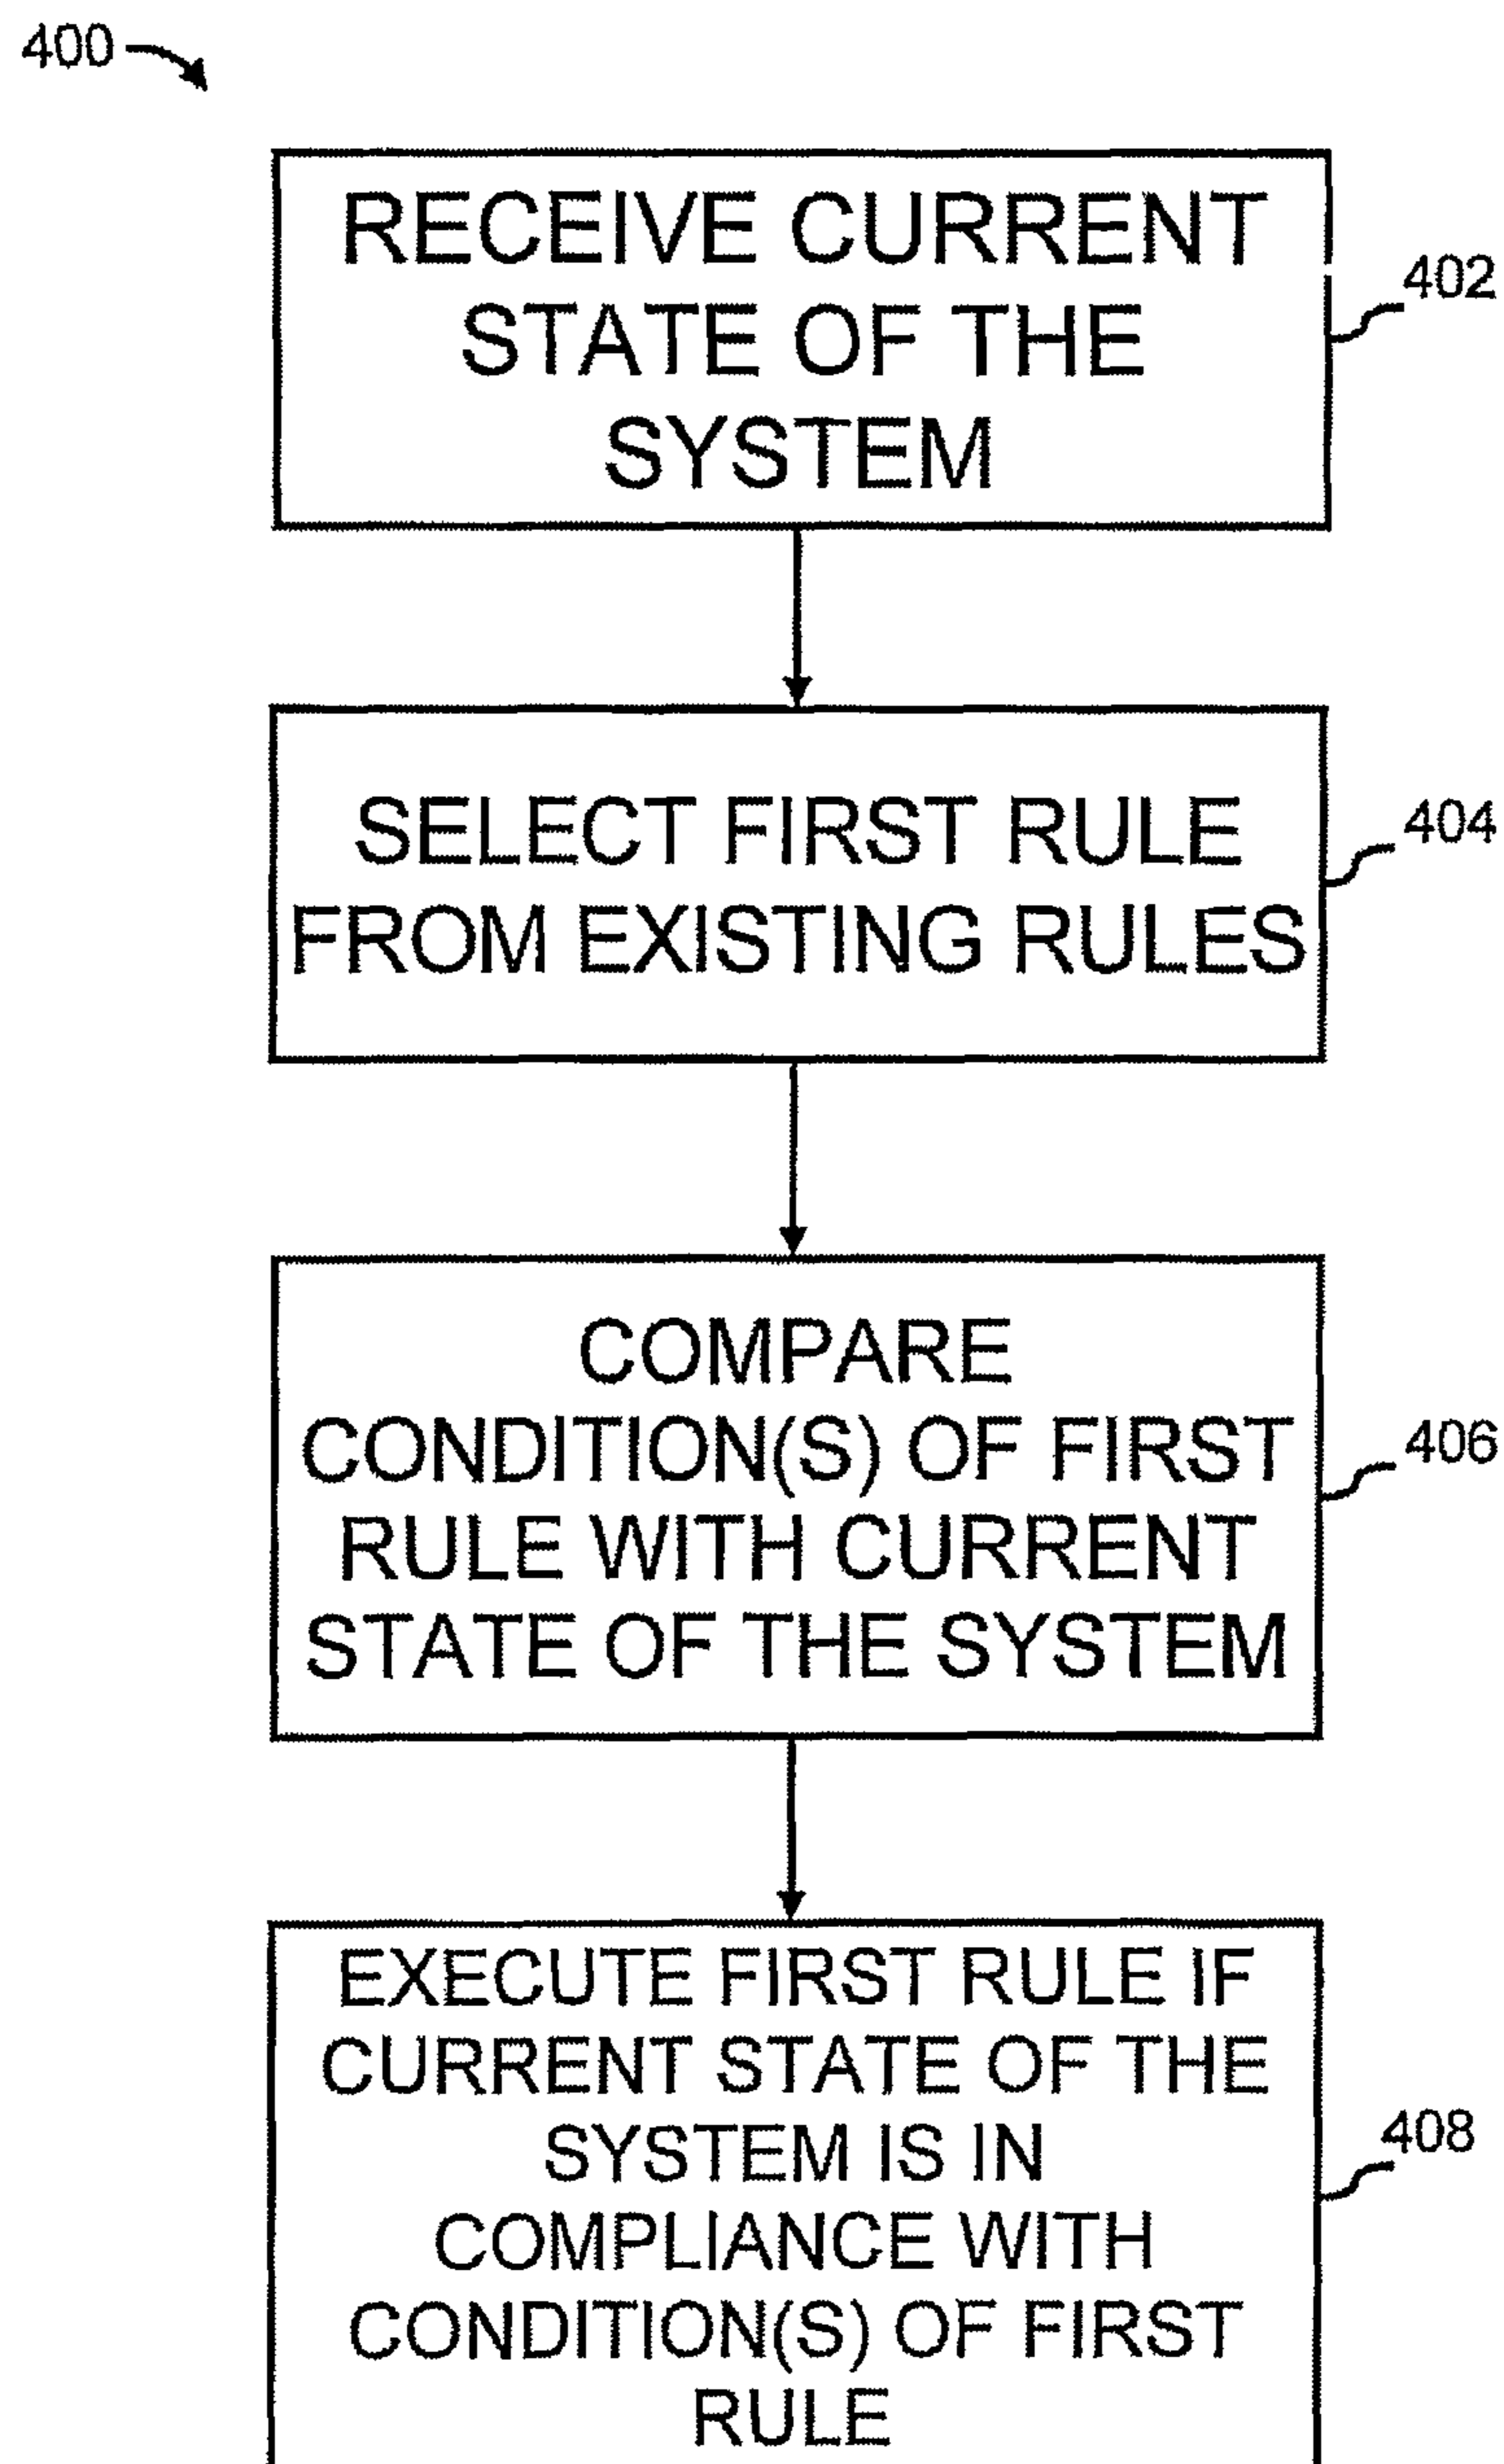 400
RECEIVE CURRENT
STATE OF THE
SYSTEM
402
SELECT FIRST RULE
FROM EXISTING RULES
404
COMPARE
CONDITION(S) OF FIRST
RULE WITH CURRENT
STATE OF THE SYSTEM
406
EXECUTE FIRST RULE IF
CURRENT STATE OF THE
SYSTEM IS IN
COMPLIANCE WITH
CONDITION(S) OF FIRST
RULE
408